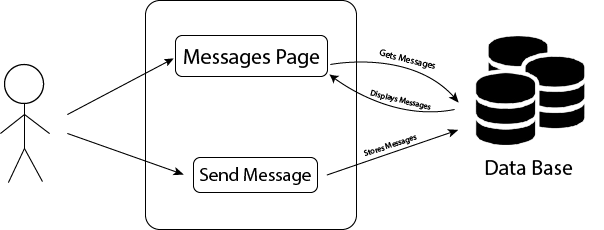 Messages Page
Gets Messages
Displays Messages
Stores Messages
Send Message
Data Base